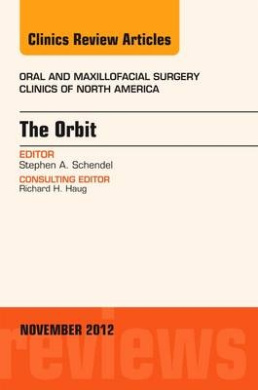 Clinics Review Articles
ORAL AND MAXILLOFACIAL SURGERY
CLINICS OF NORTH AMERICA
The Orbit
EDITOR
Stephen A. Schendel
CONSULTING EDITOR
Richard H. Haug
reviews
NOVEMBER 2012